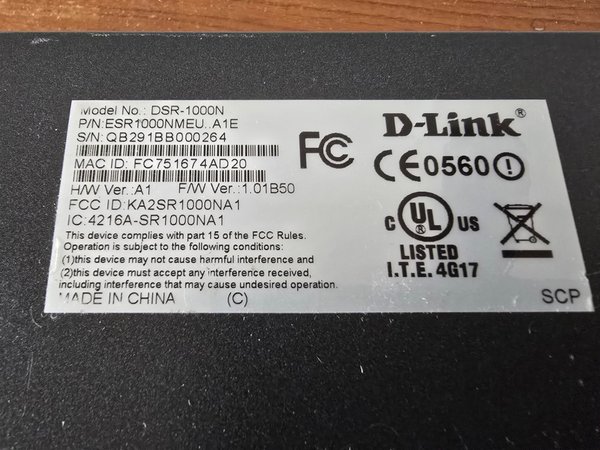 Model No.: DSR-1000N
P/N:ESR1000NMEU..A1E
S/N: QB291BB000264
MAC ID: FC751674AD20
H/W Ver.:A1 F/W Ver.:1.01B50
FCC ID:KA2SR1000NA1
IC:4216A-SR1000NA1
This device complies with part 15 of the FCC Rules.
Operation is subject to the following conditions:
(1)this device may not cause harmful interference and
(2)this device must accept any interference received,
including interference that may cause undesired operation.
MADE IN CHINA (C)
FC
D-Link®
CE0560
C UL® US
LISTED
I.T.E. 4G17
SCP